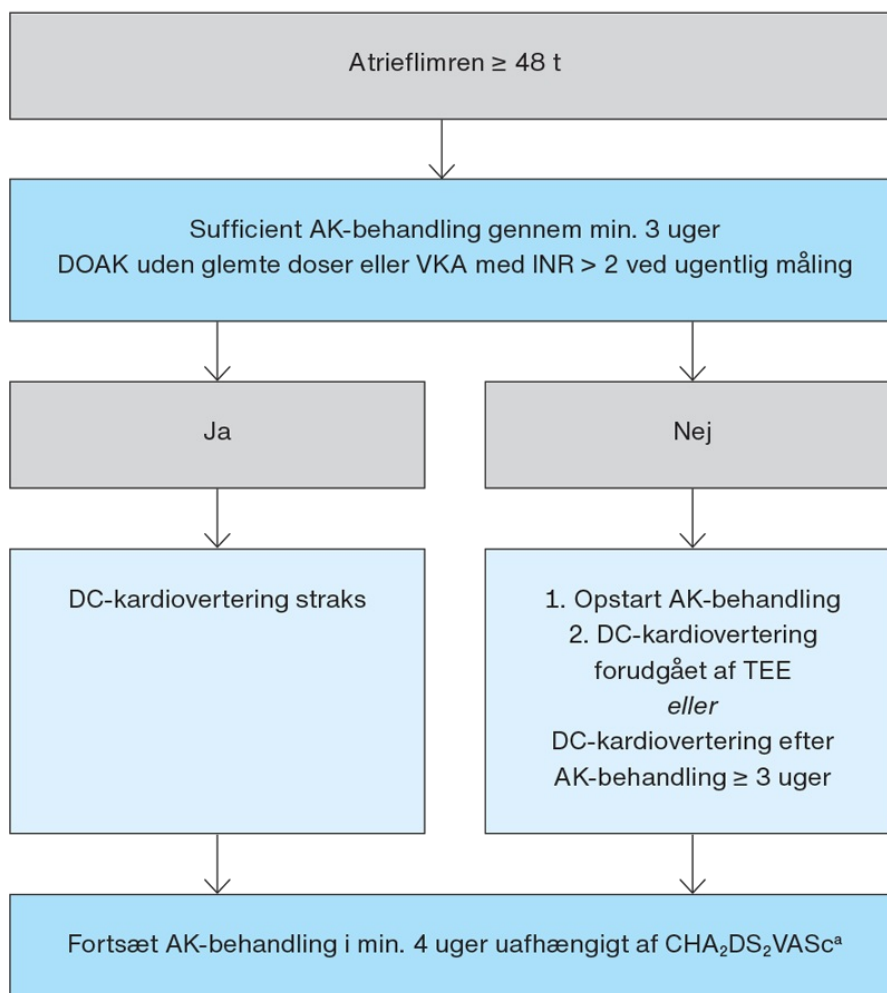 Atrieflimren ≥ 48 t
Sufficient AK-behandling gennem min. 3 uger
DOAK uden glemte doser eller VKA med INR > 2 ved ugentlig måling
Ja
Nej
DC-kardiovertering straks
1. Opstart AK-behandling
2. DC-kardiovertering
forudgået af TEE
eller
DC-kardiovertering efter
AK-behandling ≥ 3 uger
Fortsæt AK-behandling i min. 4 uger uafhængigt af CHA₂DS₂VAScᵃ